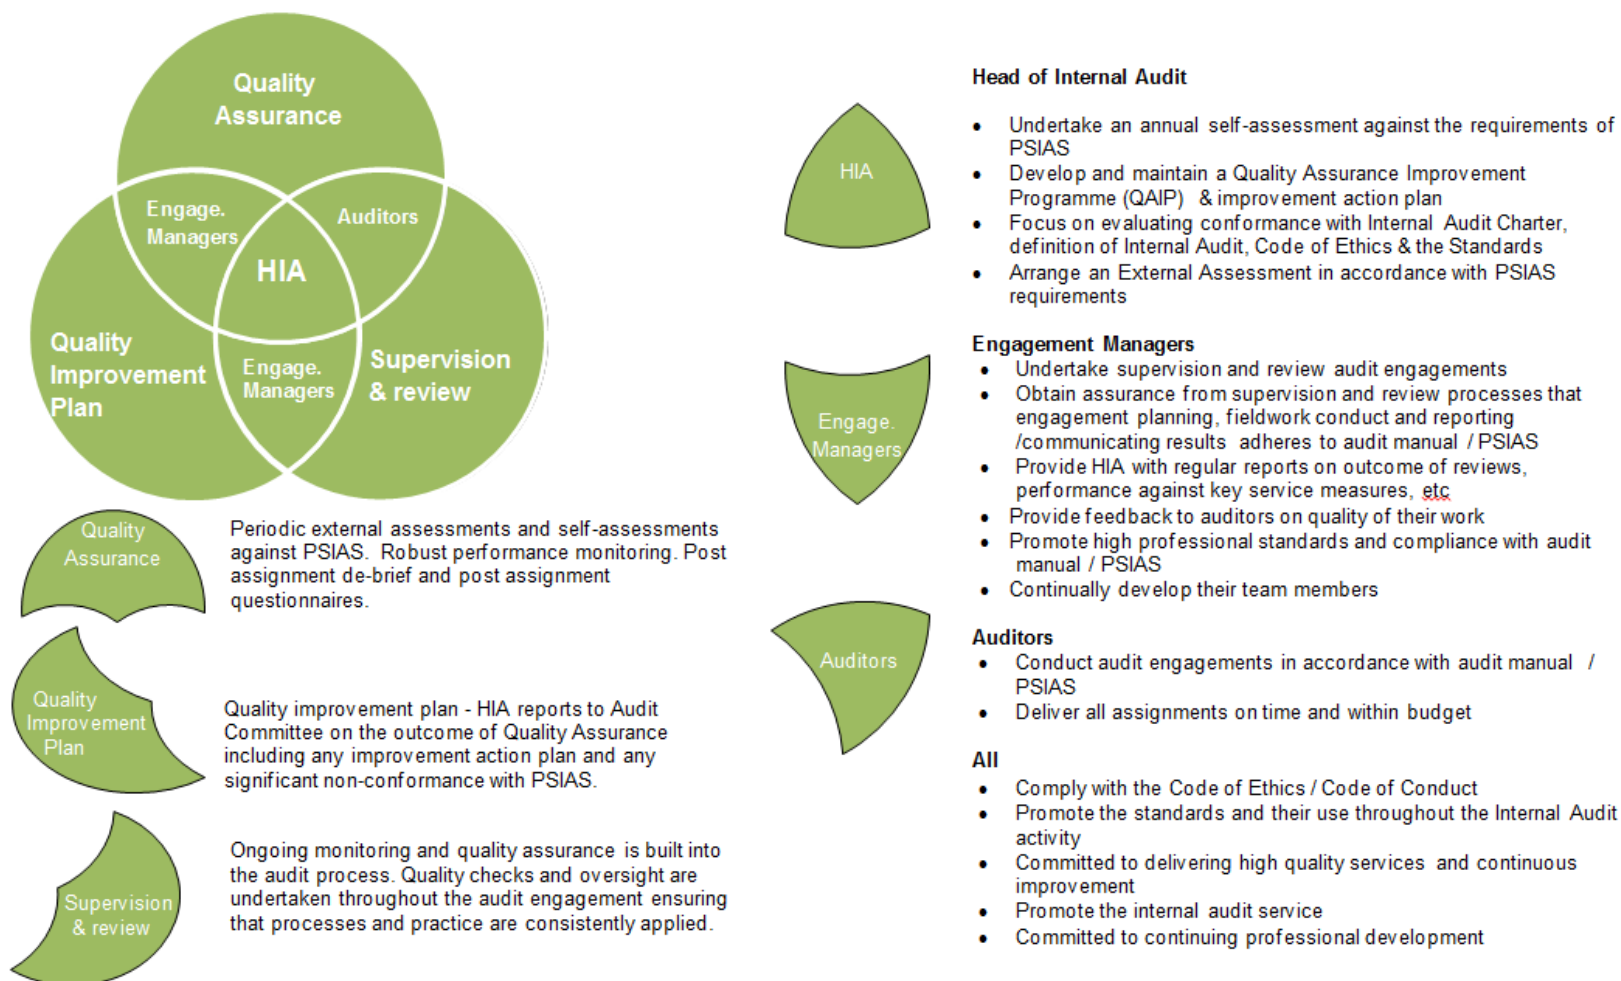 Quality
Assurance
Engage.
Managers
Auditors
HIA
Quality
Improvement
Plan
Engage.
Managers
Supervision
& review
Quality
Assurance
Periodic external assessments and self-assessments
against PSIAS. Robust performance monitoring. Post
assignment de-brief and post assignment
questionnaires.
Quality
Improvement
Plan
Quality improvement plan - HIA reports to Audit
Committee on the outcome of Quality Assurance
including any improvement action plan and any
significant non-conformance with PSIAS.
Supervision
& review
Ongoing monitoring and quality assurance is built into
the audit process. Quality checks and oversight are
undertaken throughout the audit engagement ensuring
that processes and practice are consistently applied.
HIA
Head of Internal Audit
• Undertake an annual self-assessment against the requirements of
PSIAS
• Develop and maintain a Quality Assurance Improvement
Programme (QAIP) & improvement action plan
• Focus on evaluating conformance with Internal Audit Charter,
definition of Internal Audit, Code of Ethics & the Standards
• Arrange an External Assessment in accordance with PSIAS
requirements
Engage.
Managers
Engagement Managers
• Undertake supervision and review audit engagements
• Obtain assurance from supervision and review processes that
engagement planning, fieldwork conduct and reporting
/communicating results adheres to audit manual / PSIAS
• Provide HIA with regular reports on outcome of reviews,
performance against key service measures, etc
• Provide feedback to auditors on quality of their work
• Promote high professional standards and compliance with audit
manual / PSIAS
• Continually develop their team members
Auditors
Auditors
• Conduct audit engagements in accordance with audit manual /
PSIAS
• Deliver all assignments on time and within budget
All
• Comply with the Code of Ethics / Code of Conduct
• Promote the standards and their use throughout the Internal Audit
activity
• Committed to delivering high quality services and continuous
improvement
• Promote the internal audit service
• Committed to continuing professional development